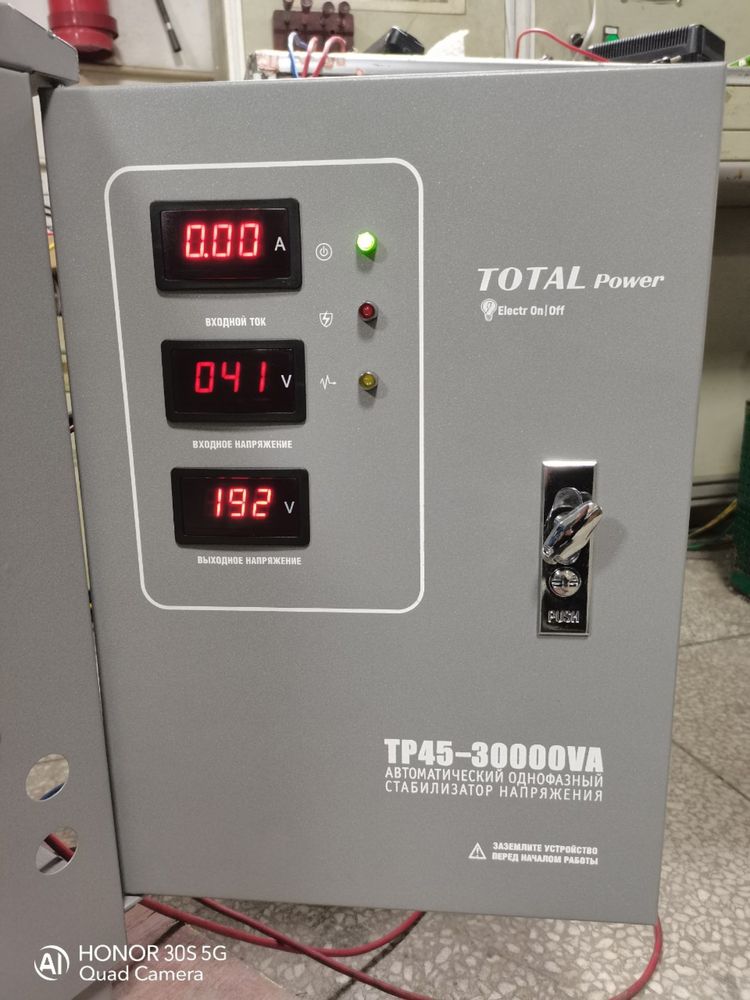 0.00 A
ВХОДНОЙ ТОК
041 V
ВХОДНОЕ НАПРЯЖЕНИЕ
192 V
ВЫХОДНОЕ НАПРЯЖЕНИЕ
TOTAL Power
Electr On|Off
PUSH
TP45-30000VA
АВТОМАТИЧЕСКИЙ ОДНОФАЗНЫЙ
СТАБИЛИЗАТОР НАПРЯЖЕНИЯ
ЗАЗЕМЛИТЕ УСТРОЙСТВО
ПЕРЕД НАЧАЛОМ РАБОТЫ
AI HONOR 30S 5G
Quad Camera